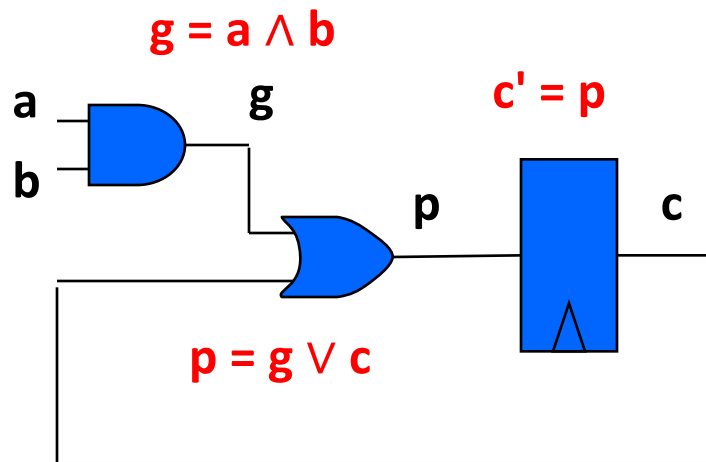 g = a ∧ b
a
g
c' = p
b
p
c
p = g ∨ c